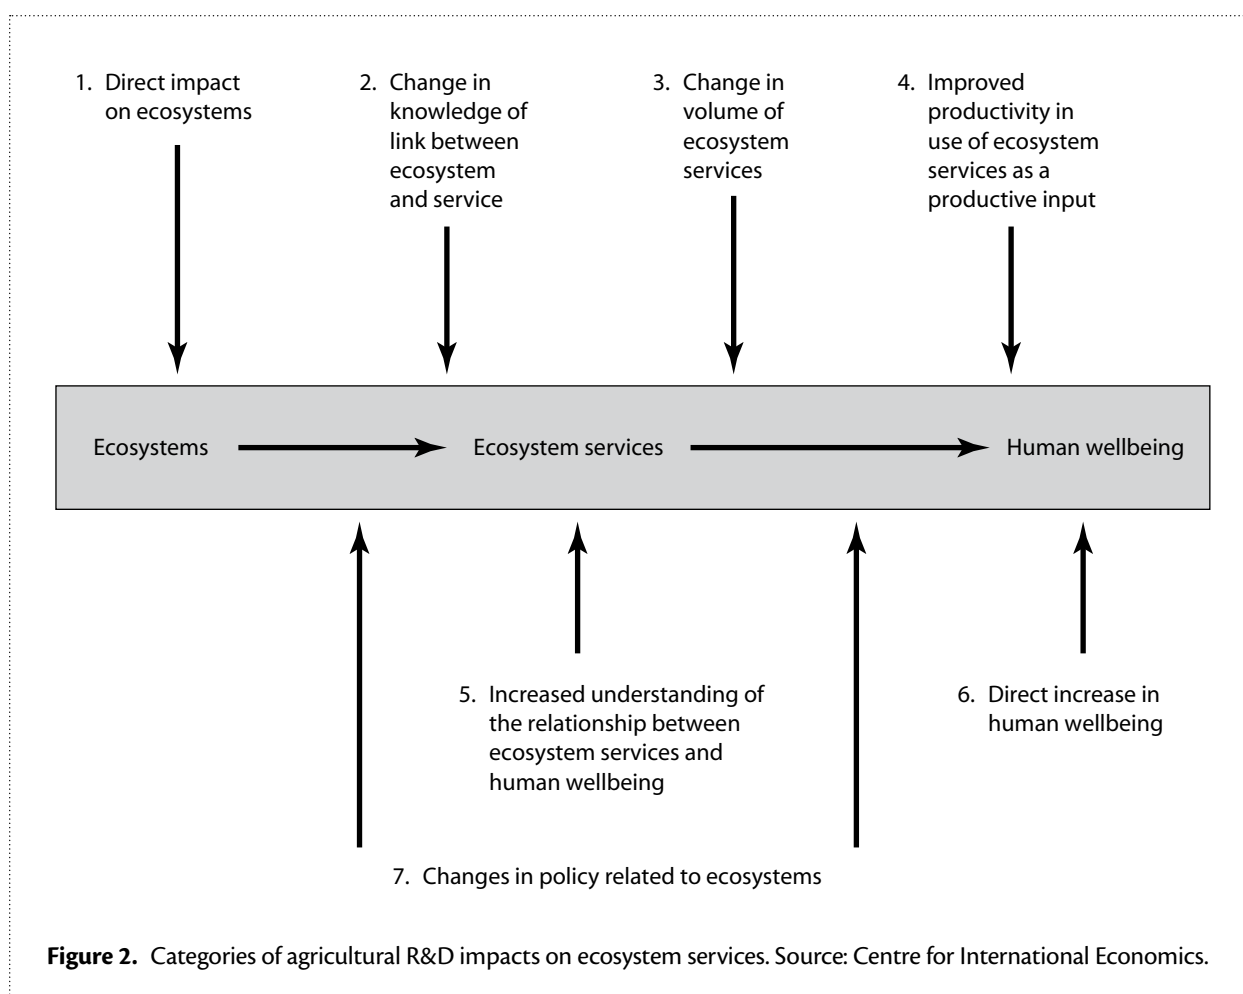 1. Direct impact
on ecosystems
2. Change in
knowledge of
link between
ecosystem
and service
3. Change in
volume of
ecosystem
services
4. Improved
productivity in
use of ecosystem
services as a
productive input
Ecosystems
Ecosystem services
Human wellbeing
5. Increased understanding of
the relationship between
ecosystem services and
human wellbeing
6. Direct increase in
human wellbeing
7. Changes in policy related to ecosystems
Figure 2. Categories of agricultural R&D impacts on ecosystem services. Source: Centre for International Economics.